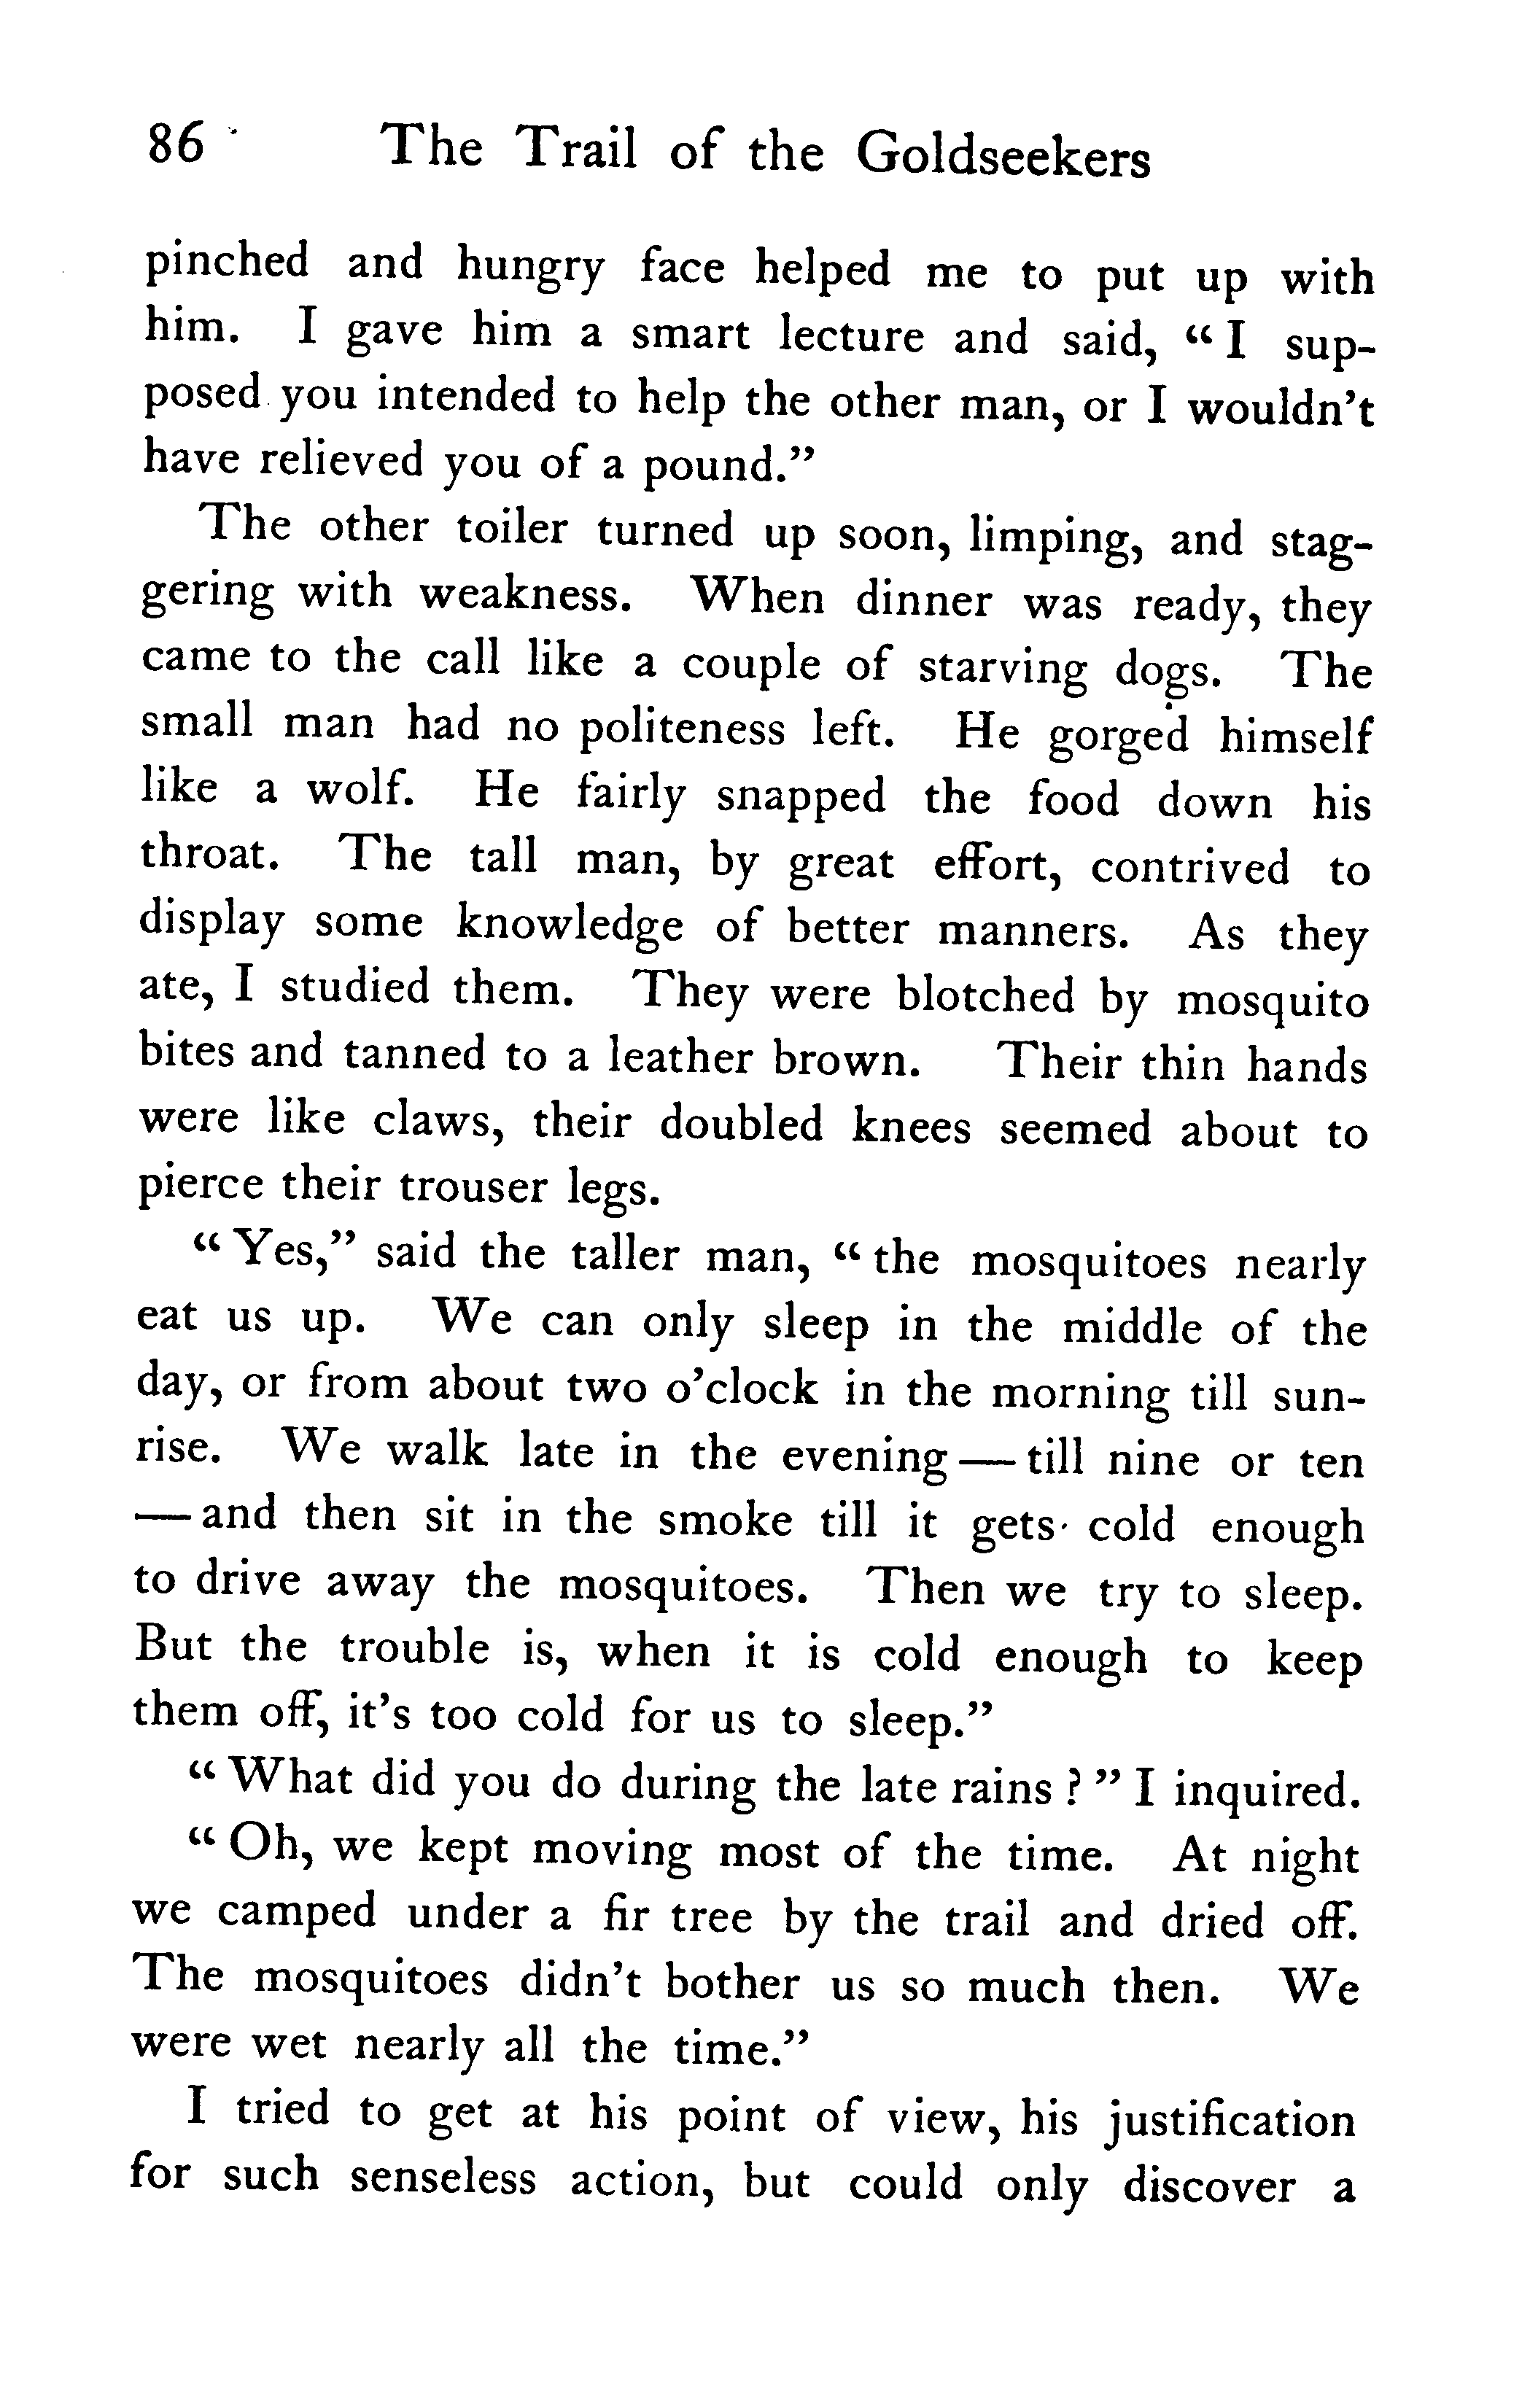 86 The Trail of the Goldseekers
pinched and hungry face helped me to put up with
him. I gave him a smart lecture and said, “I sup-
posed you intended to help the other man, or I wouldn’t
have relieved you of a pound.”
The other toiler turned up soon, limping, and stag-
gering with weakness. When dinner was ready, they
came to the call like a couple of starving dogs. The
small man had no politeness left. He gorged himself
like a wolf. He fairly snapped the food down his
throat. The tall man, by great effort, contrived to
display some knowledge of better manners. As they
ate, I studied them. They were blotched by mosquito
bites and tanned to a leather brown. Their thin hands
were like claws, their doubled knees seemed about to
pierce their trouser legs.
“Yes,” said the taller man, “the mosquitoes nearly
eat us up. We can only sleep in the middle of the
day, or from about two o’clock in the morning till sun-
rise. We walk late in the evening — till nine or ten
— and then sit in the smoke till it gets cold enough
to drive away the mosquitoes. Then we try to sleep.
But the trouble is, when it is cold enough to keep
them off, it’s too cold for us to sleep.”
“What did you do during the late rains?” I inquired.
“Oh, we kept moving most of the time. At night
we camped under a fir tree by the trail and dried off.
The mosquitoes didn’t bother us so much then. We
were wet nearly all the time.”
I tried to get at his point of view, his justification
for such senseless action, but could only discover a